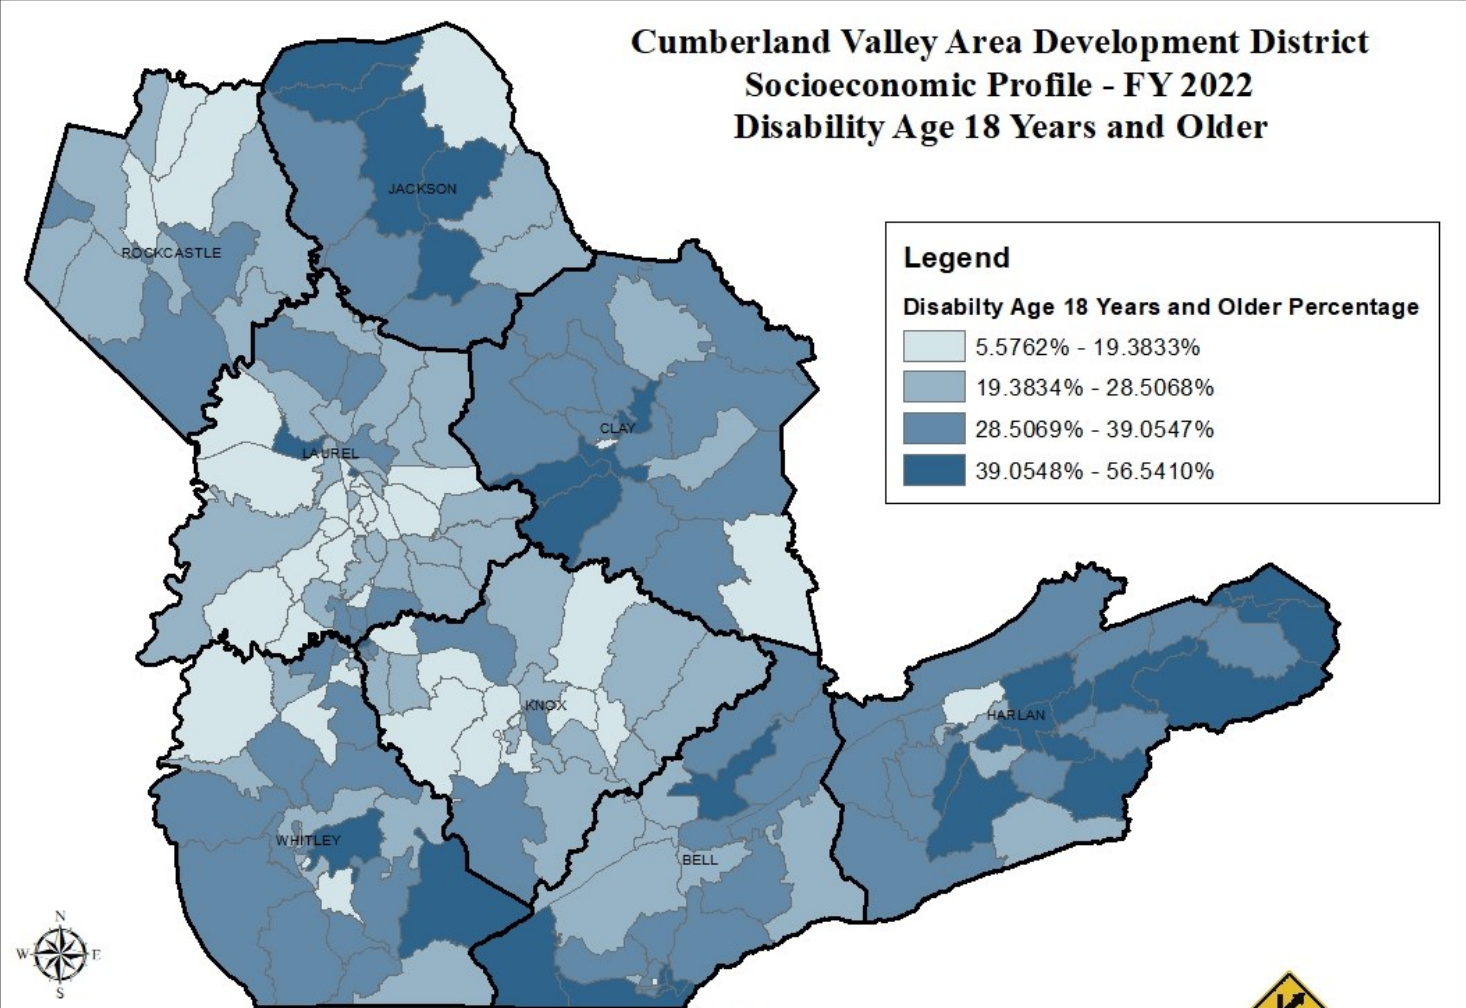 Cumberland Valley Area Development District
Socioeconomic Profile - FY 2022
Disability Age 18 Years and Older
JACKSON
ROCKCASTLE
Legend
Disabilty Age 18 Years and Older Percentage
5.5762% - 19.3833%
19.3834% - 28.5068%
28.5069% - 39.0547%
39.0548% - 56.5410%
CLAY
LAUREL
KNOX
HARLAN
WHITLEY
BELL
N
W E
S